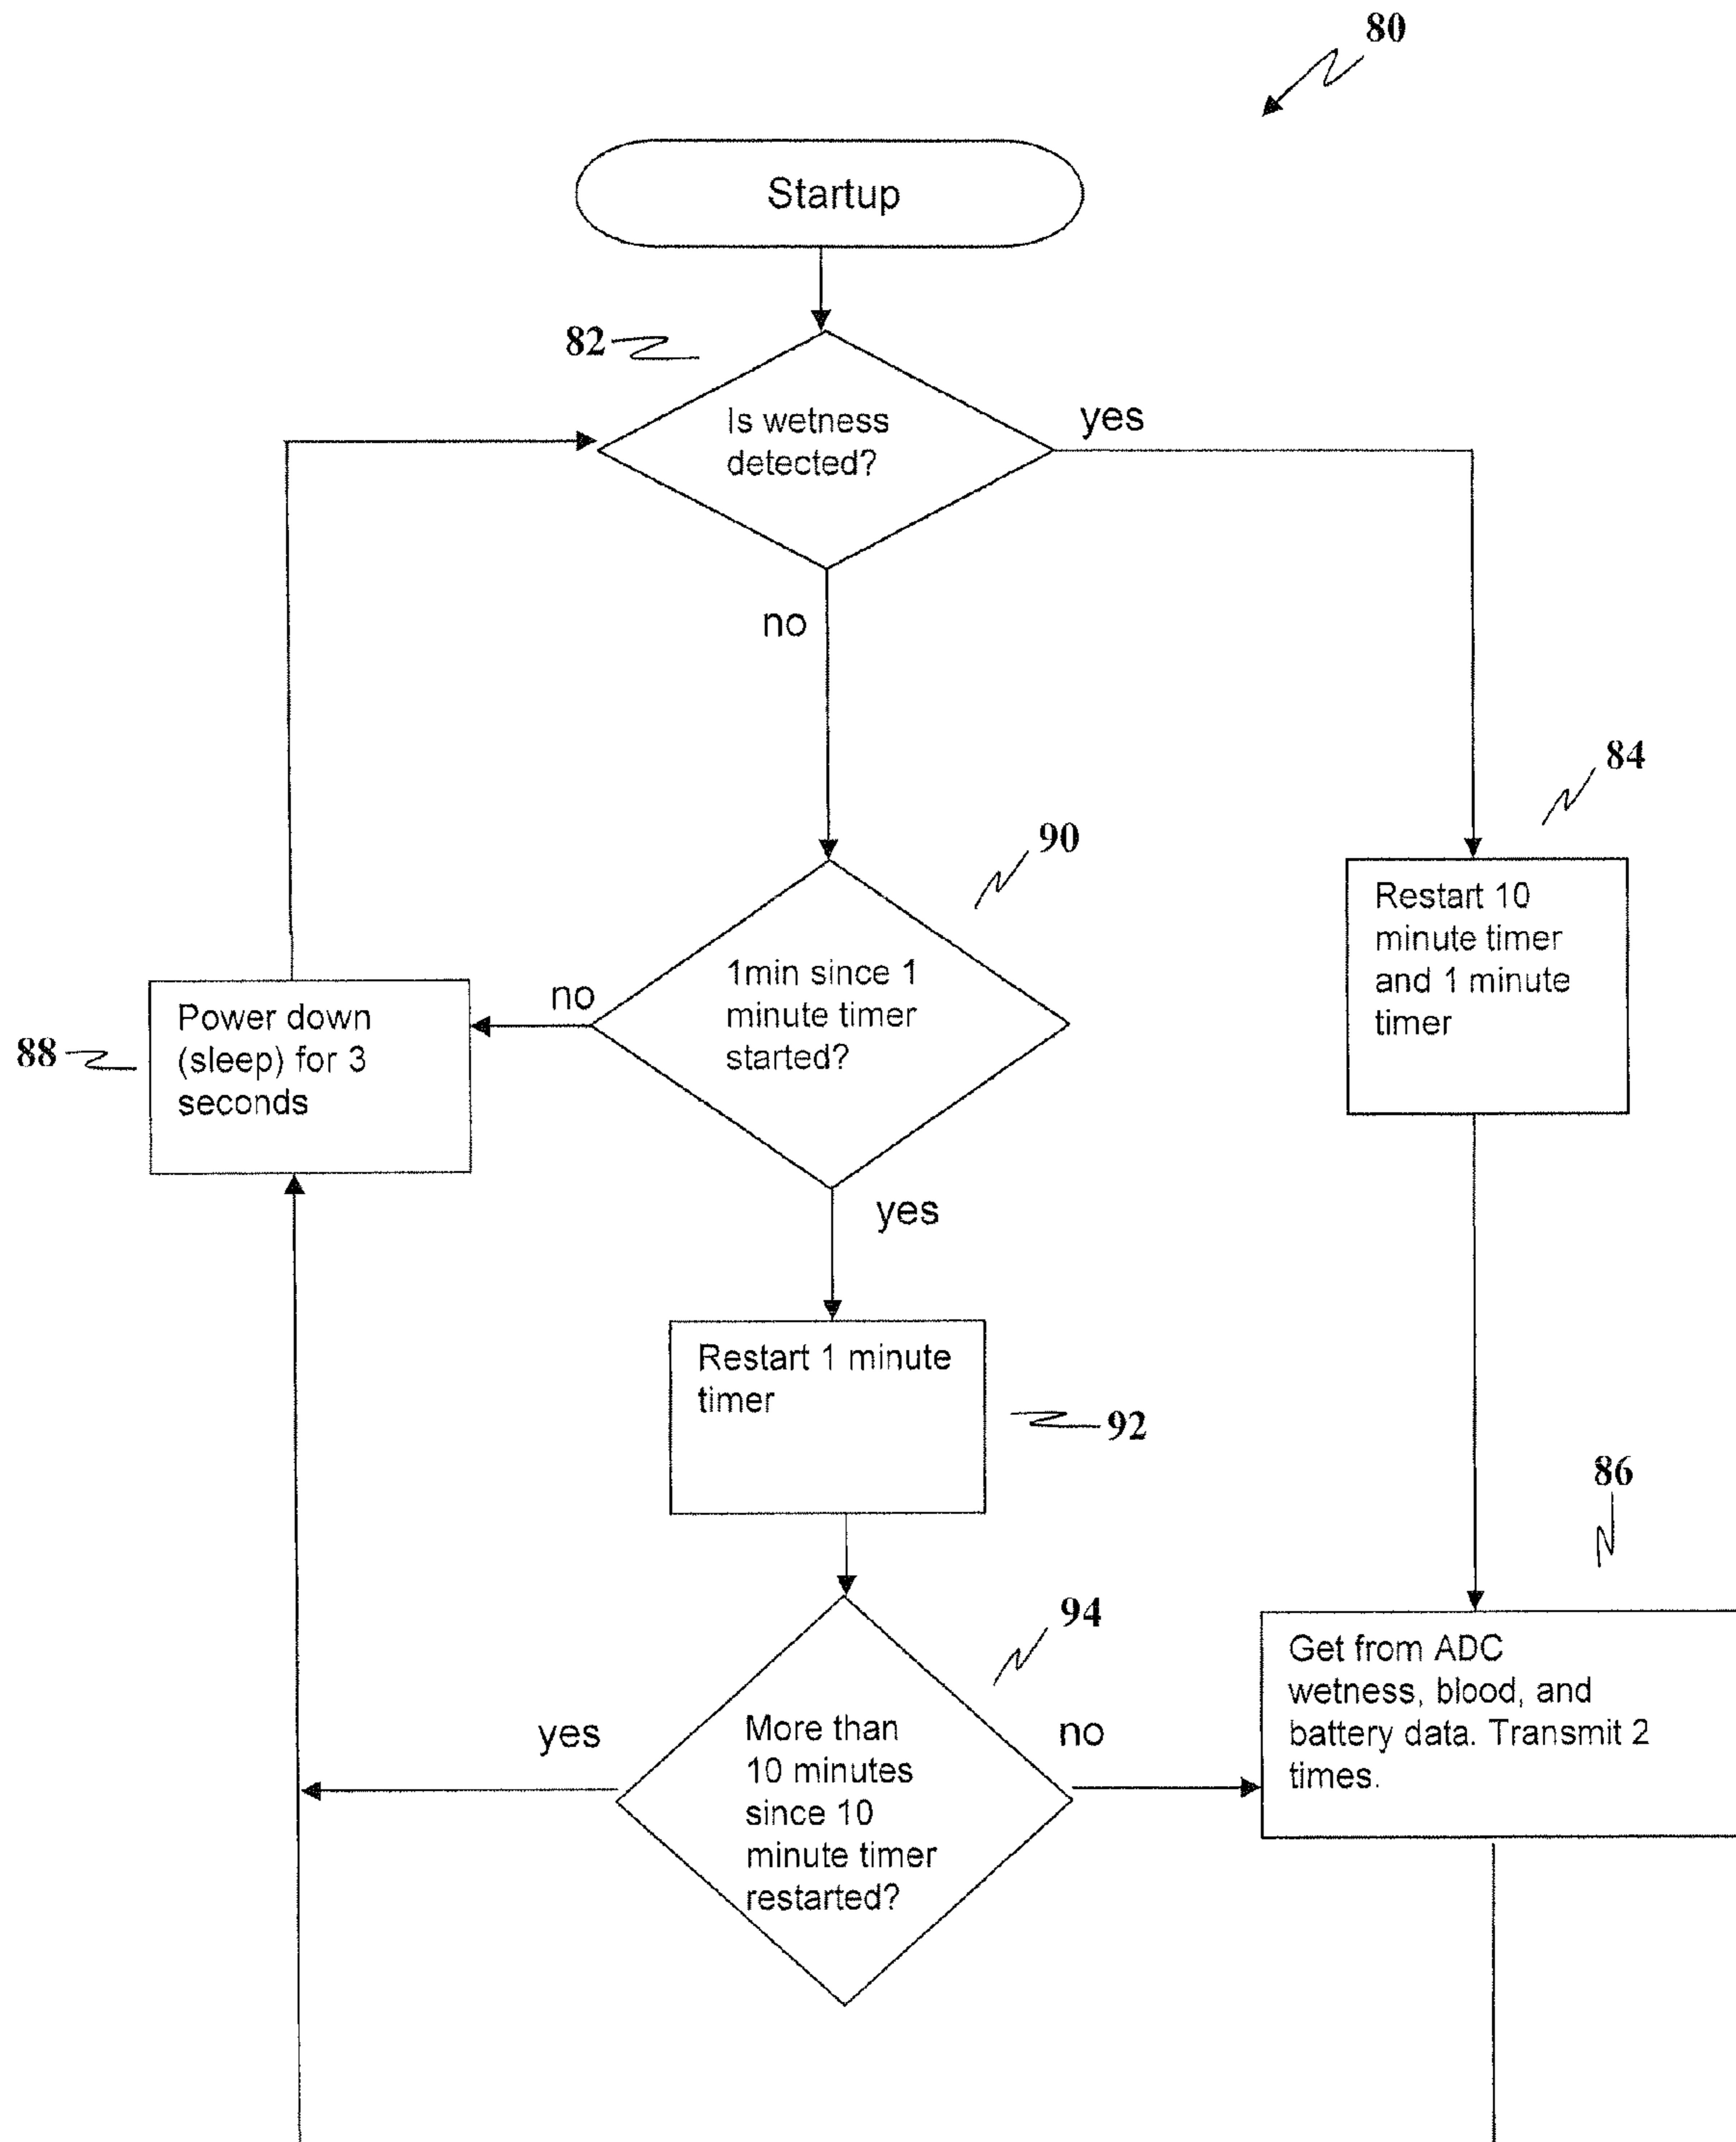 80
Startup
82
Is wetness
detected?
yes
no
84
90
Restart 10
minute timer
and 1 minute
timer
1min since 1
minute timer
started?
no
Power down
(sleep) for 3
seconds
88
yes
Restart 1 minute
timer
92
86
94
Get from ADC
wetness, blood, and
battery data. Transmit 2
times.
yes
More than
10 minutes
since 10
minute timer
restarted?
no